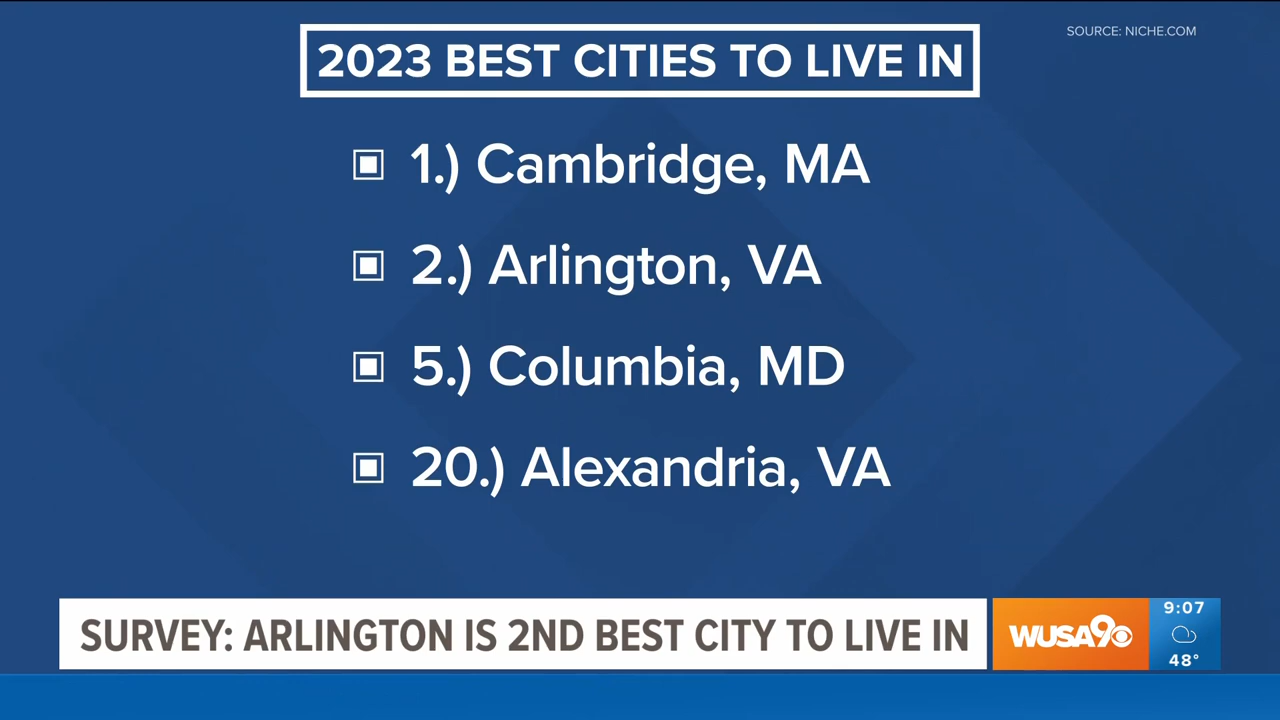 SOURCE: NICHE.COM
2023 BEST CITIES TO LIVE IN
1.) Cambridge, MA
2.) Arlington, VA
5.) Columbia, MD
20.) Alexandria, VA
SURVEY: ARLINGTON IS 2ND BEST CITY TO LIVE IN
WUSA9
9:07
48°